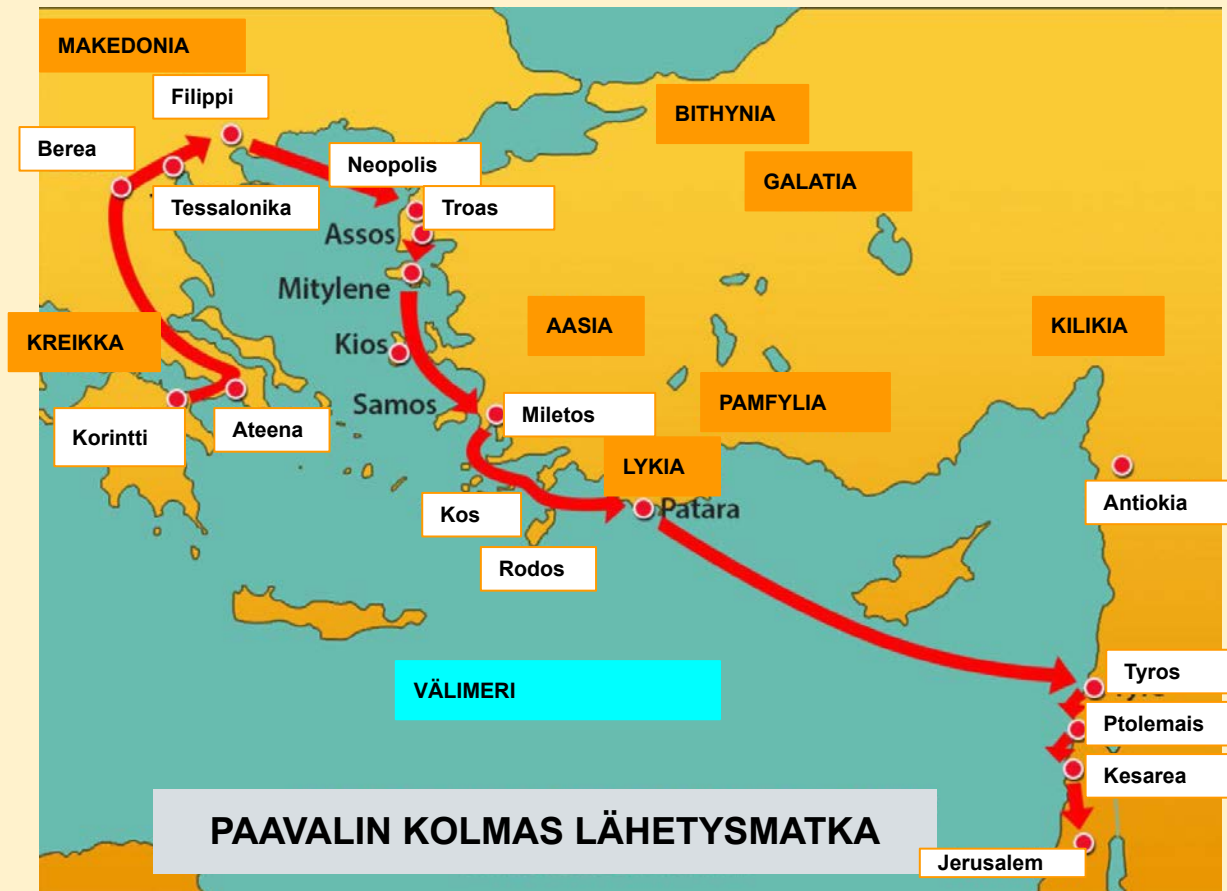 MAKEDONIA
Filippi
BITHYNIA
Berea
Neopolis
GALATIA
Tessalonika
Troas
Assos
Mitylene
KREIKKA
Kios
AASIA
KILIKIA
Samos
PAMFYLIA
Korintti
Ateena
Miletos
LYKIA
Patara
Antiokia
Kos
Rodos
VÄLIMERI
Tyros
Ptolemais
Kesarea
PAAVALIN KOLMAS LÄHETYSMATKA
Jerusalem